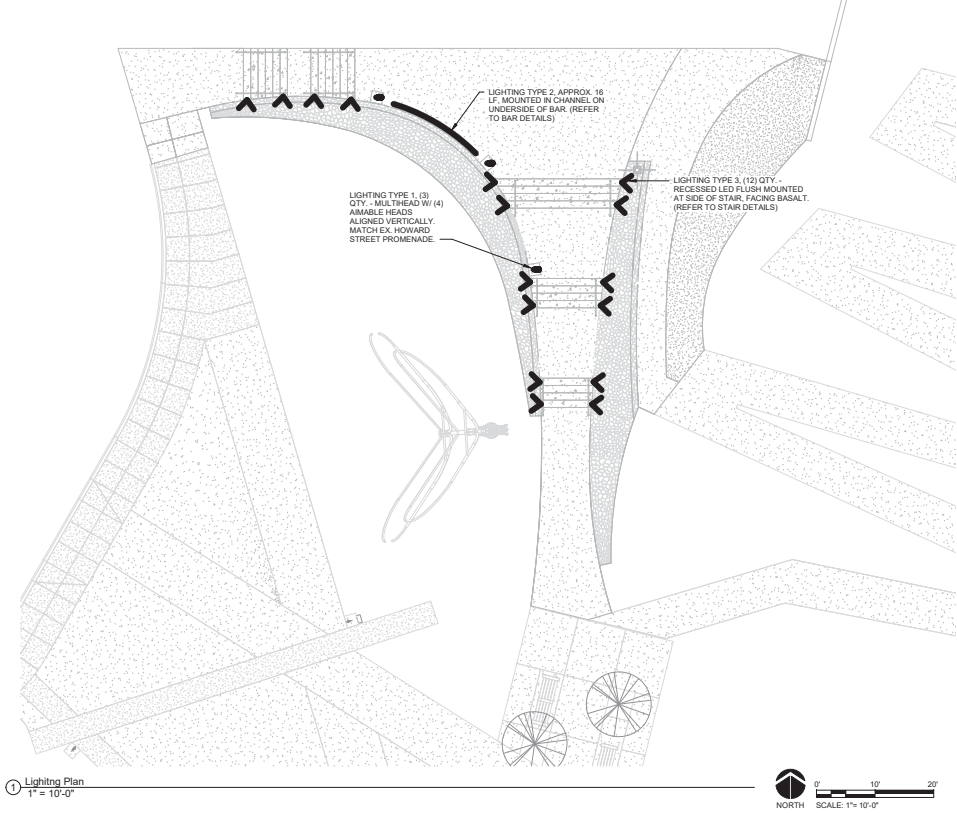 LIGHTING TYPE 2, APPROX. 16
LF, MOUNTED IN CHANNEL ON
UNDERSIDE OF BAR. (REFER
TO BAR DETAILS)
LIGHTING TYPE 3, (12) QTY. -
RECESSED LED FLUSH MOUNTED
AT SIDE OF STAIR, FACING BASALT.
(REFER TO STAIR DETAILS)
LIGHTING TYPE 1, (3)
QTY. - MULTIHEAD W/ (4)
AIMABLE HEADS
ALIGNED VERTICALLY.
MATCH EX. HOWARD
STREET PROMENADE.
1
Lighitng Plan
1" = 10'-0"
NORTH
0' 10' 20'
SCALE: 1"= 10'-0"